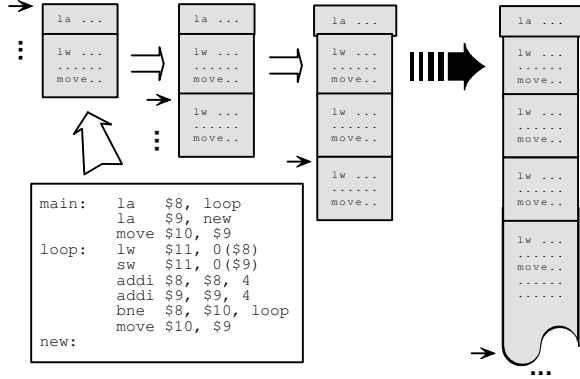 la ...
lw ...
......
move..
la ...
lw ...
......
move..
lw ...
......
move..
la ...
lw ...
......
move..
lw ...
......
move..
lw ...
......
move..
la ...
lw ...
......
move..
lw ...
......
move..
lw ...
......
move..
lw ...
......
move..
......
......
main: la $8, loop
la $9, new
move $10, $9
loop: lw $11, 0($8)
sw $11, 0($9)
addi $8, $8, 4
addi $9, $9, 4
bne $8, $10, loop
move $10, $9
new: